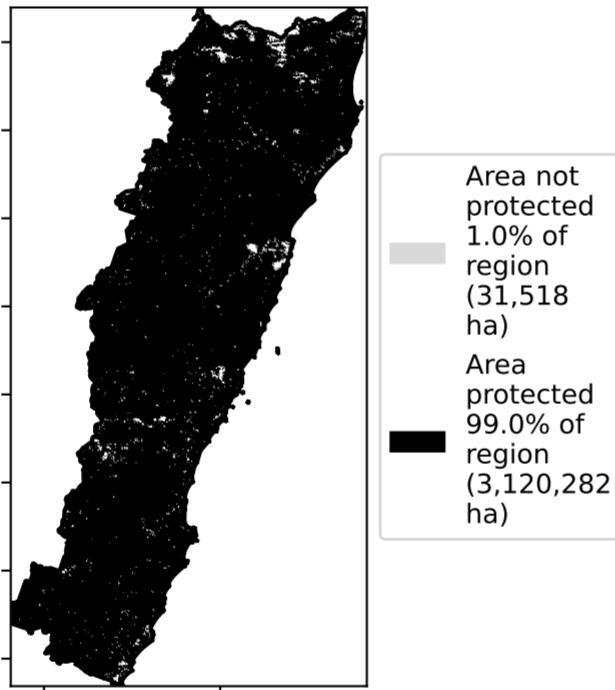 Area not
protected
1.0% of
region
(31,518
ha)
Area
protected
99.0% of
region
(3,120,282
ha)